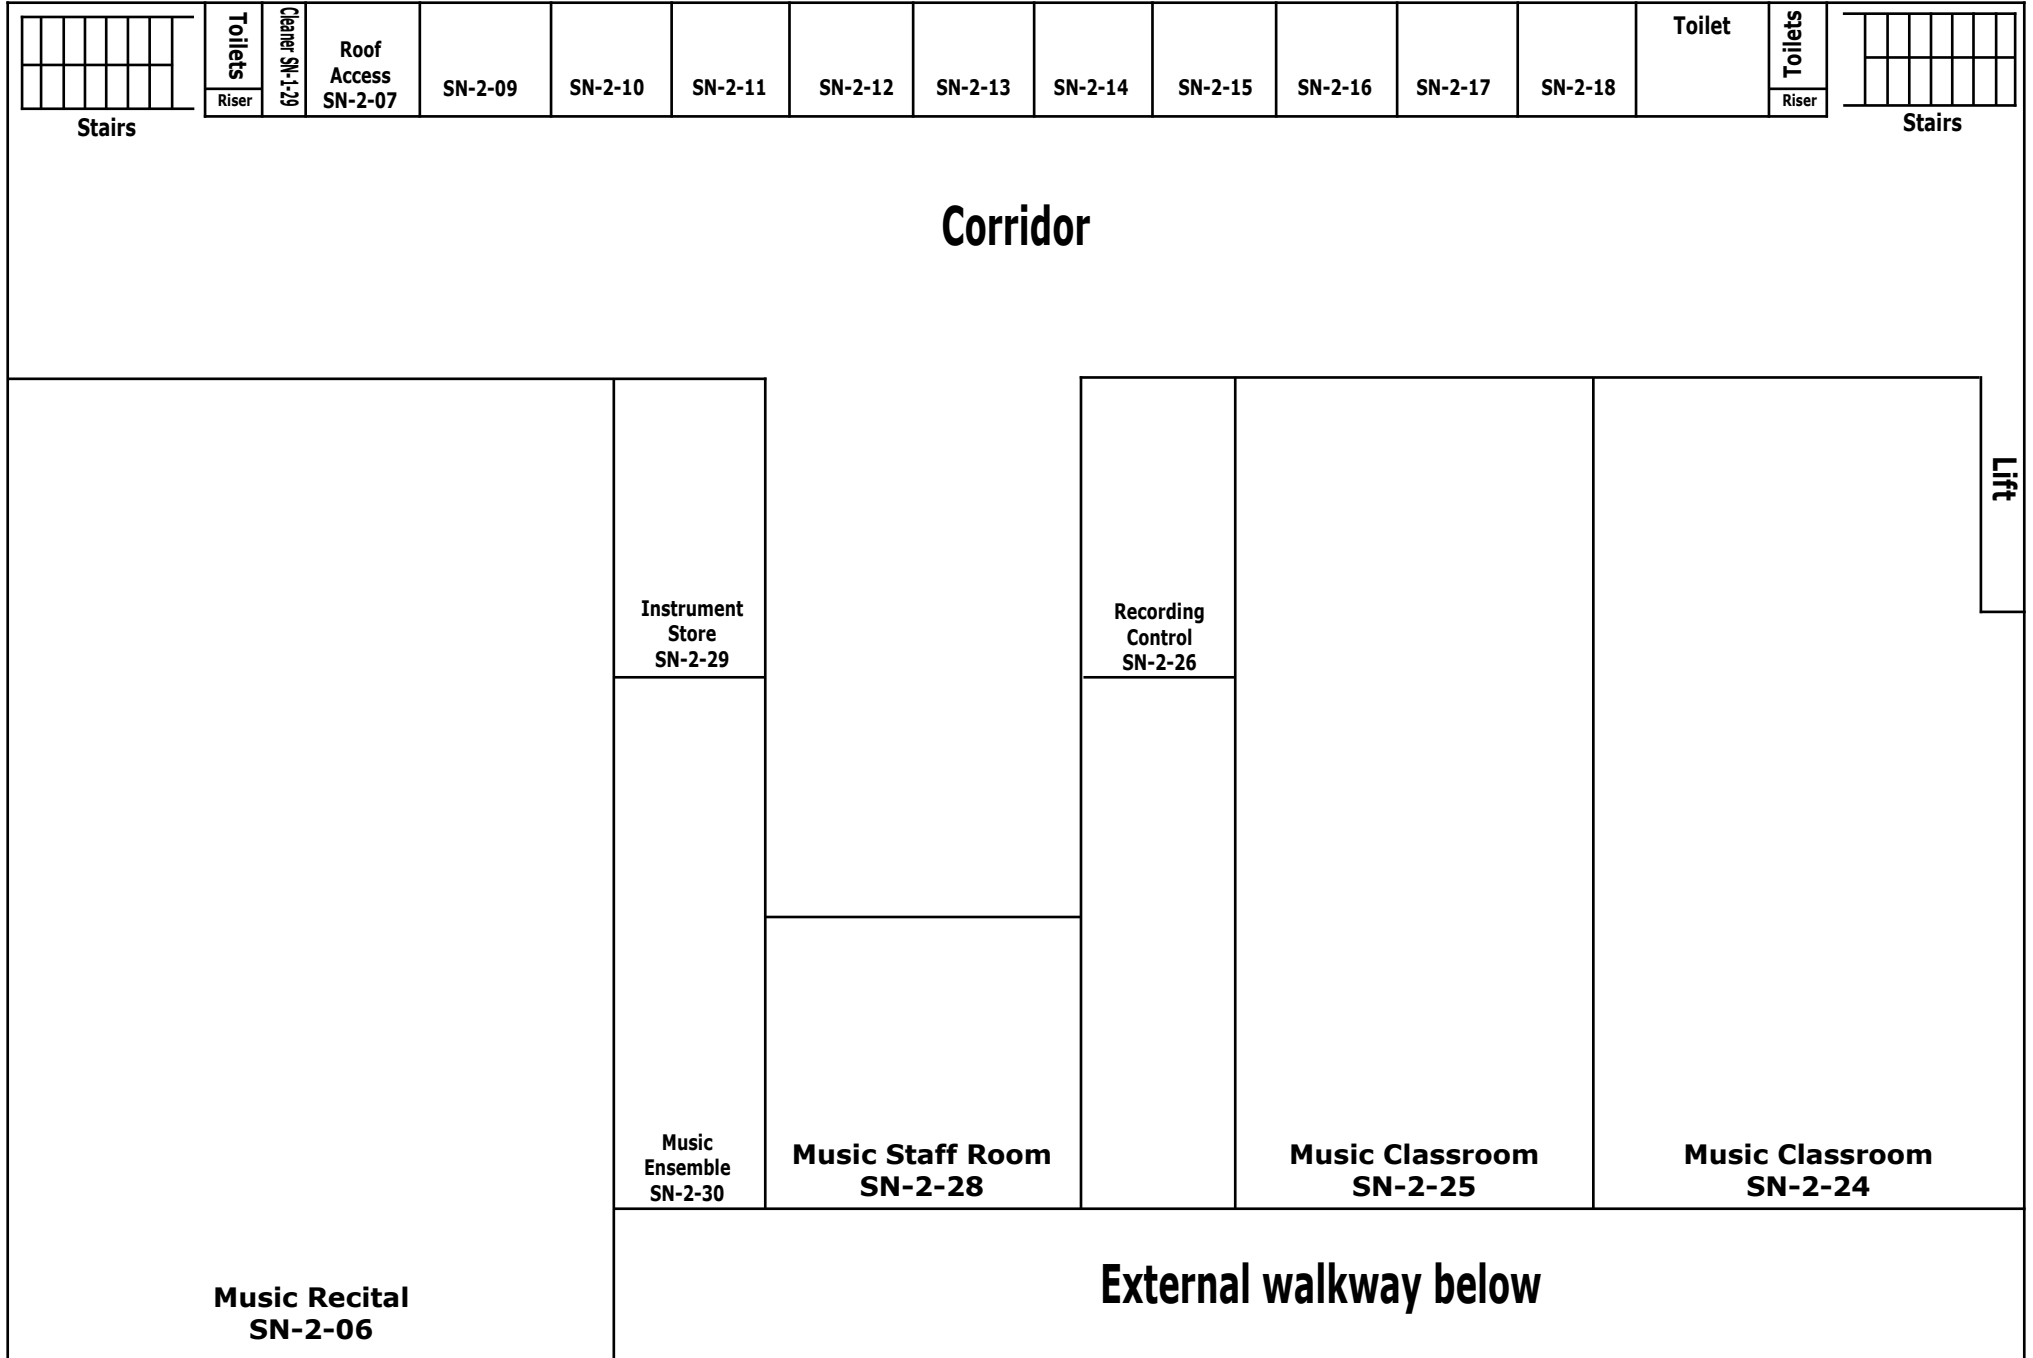 Toilets
Riser
Cleaner SN-1-29
Roof
Access
SN-2-07
SN-2-09
SN-2-10
SN-2-11
SN-2-12
SN-2-13
SN-2-14
SN-2-15
SN-2-16
SN-2-17
SN-2-18
Toilet
Toilets
Riser
Stairs
Stairs
Corridor
Lift
Instrument
Store
SN-2-29
Recording
Control
SN-2-26
Music
Ensemble
SN-2-30
Music Staff Room
SN-2-28
Music Classroom
SN-2-25
Music Classroom
SN-2-24
Music Recital
SN-2-06
External walkway below